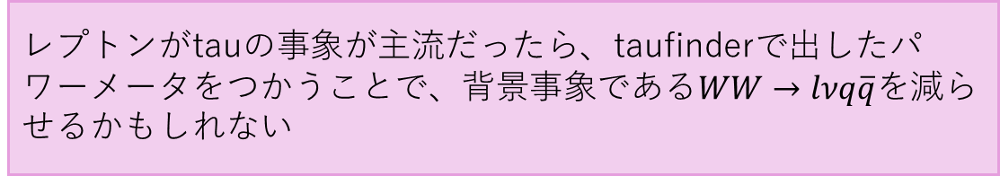 レプトンがtauの事象が主流だったら、taufinderで出したパ
ワーメータをつかうことで、背景事象である𝑊𝑊 → 𝑙𝜈𝑞𝑞̄を減ら
せるかもしれない